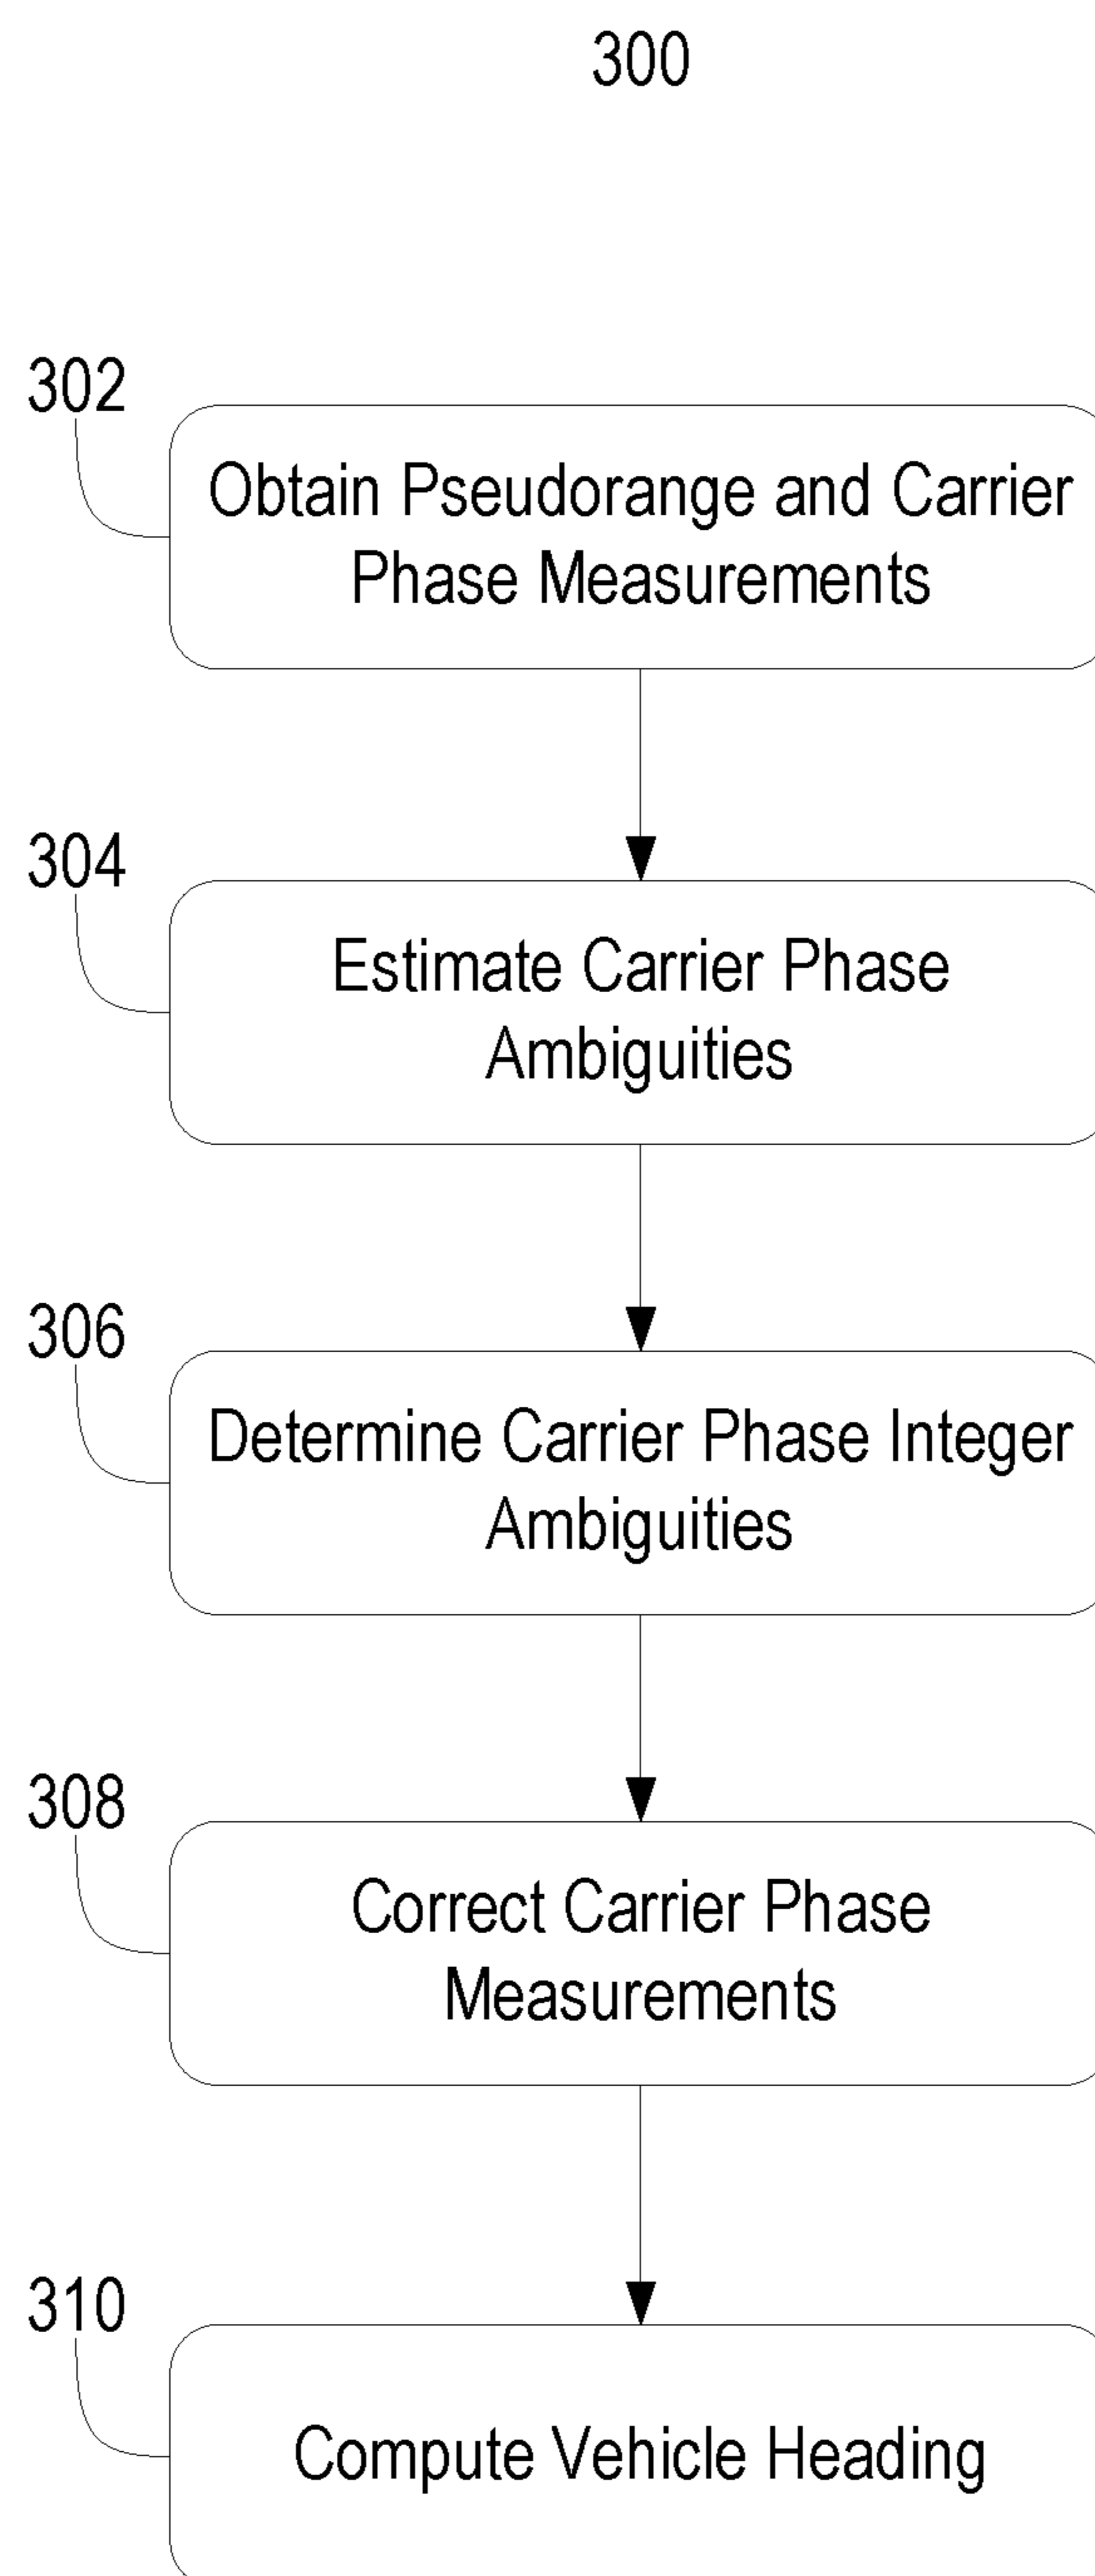 300
302
Obtain Pseudorange and Carrier
Phase Measurements
304
Estimate Carrier Phase
Ambiguities
306
Determine Carrier Phase Integer
Ambiguities
308
Correct Carrier Phase
Measurements
310
Compute Vehicle Heading